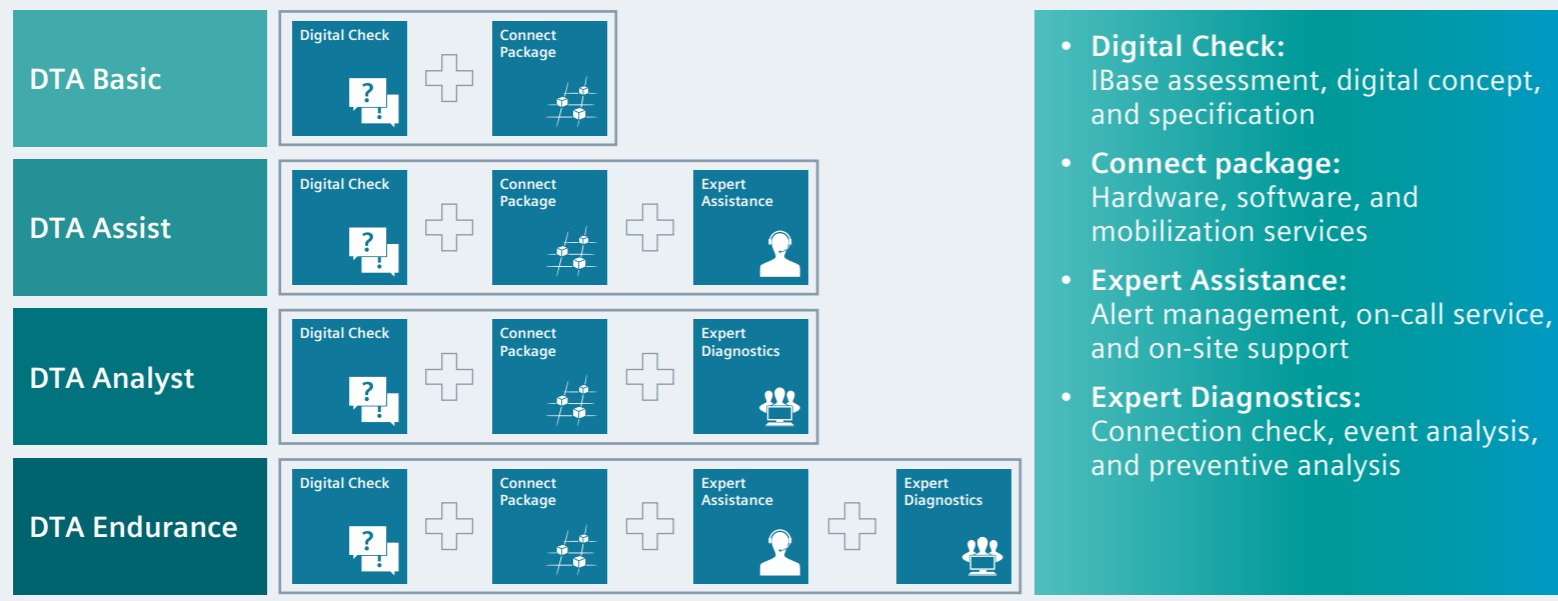 DTA Basic
Digital Check
Connect
Package
?
!
DTA Assist
Digital Check
Connect
Package
Expert
Assistance
?
!
DTA Analyst
Digital Check
Connect
Package
Expert
Diagnostics
?
!
DTA Endurance
Digital Check
Connect
Package
Expert
Assistance
Expert
Diagnostics
?
!
• Digital Check:
IBase assessment, digital concept,
and specification
• Connect package:
Hardware, software, and
mobilization services
• Expert Assistance:
Alert management, on-call service,
and on-site support
• Expert Diagnostics:
Connection check, event analysis,
and preventive analysis